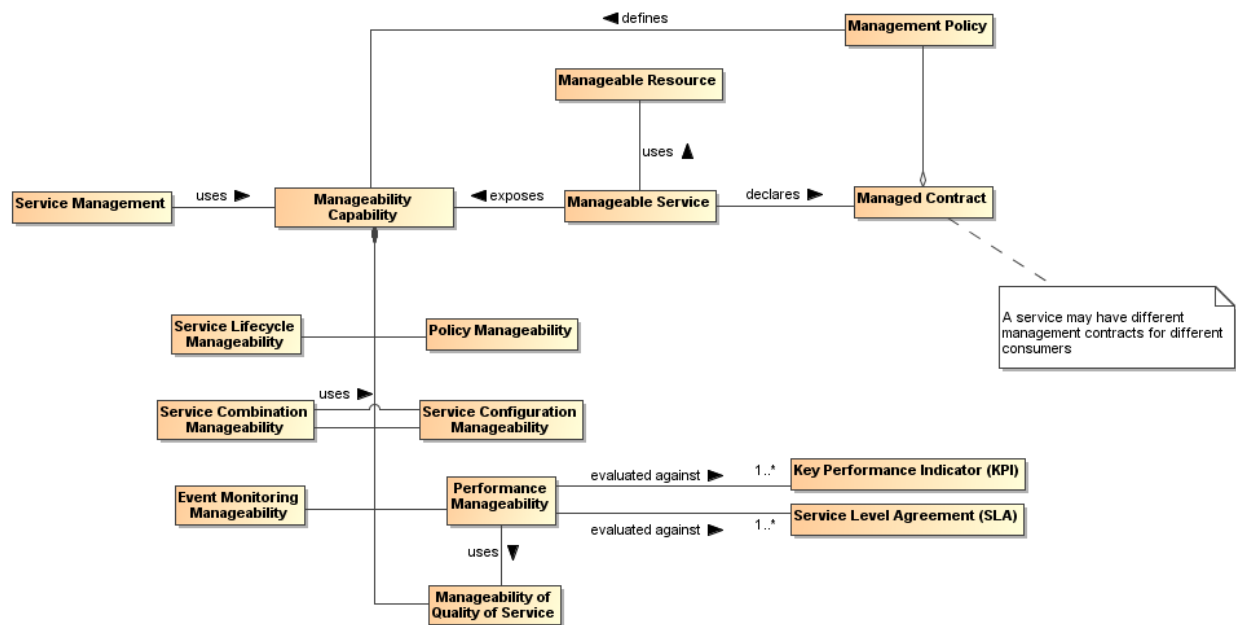 defines
Management Policy
Manageable Resource
uses
Service Management
uses
Manageability
Capability
exposes
Manageable Service
declares
Managed Contract
A service may have different
management contracts for different
consumers
Service Lifecycle
Manageability
Policy Manageability
uses
Service Combination
Manageability
Service Configuration
Manageability
evaluated against
1..*
Key Performance Indicator (KPI)
Event Monitoring
Manageability
Performance
Manageability
evaluated against
1..*
Service Level Agreement (SLA)
uses
Manageability of
Quality of Service